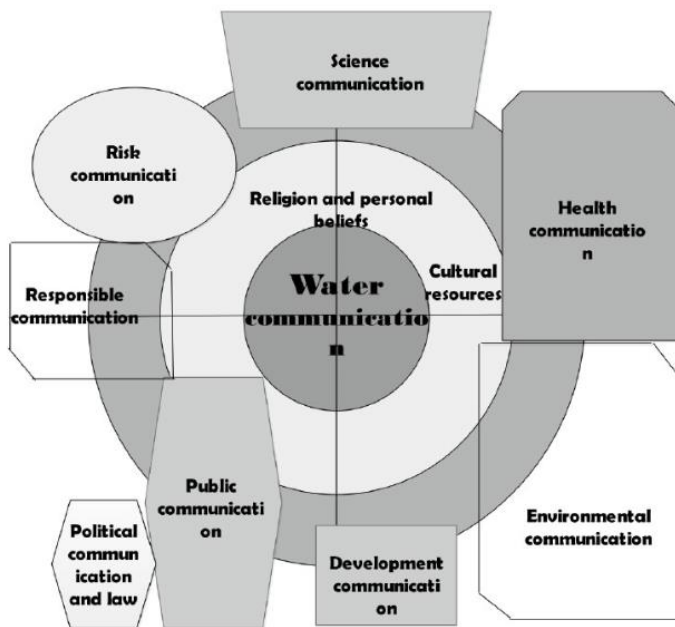 Science
communication
Risk
communicati
on
Religion and personal
beliefs
Health
communicatio
n
Cultural
resources
Water
communicatio
n
Responsible
communication
Public
communicati
on
Political
commun
ication
and law
Development
communicati
on
Environmental
communication